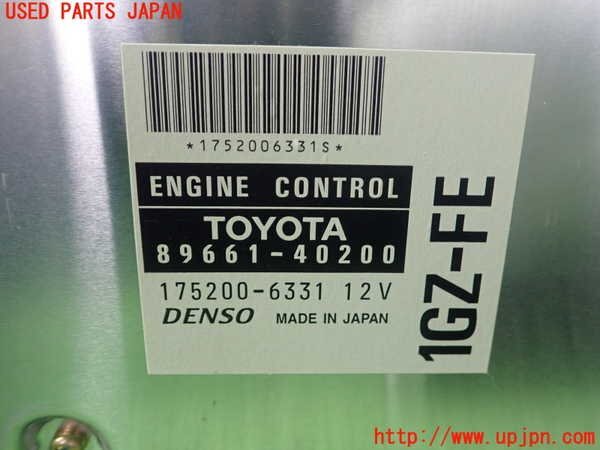 USED PARTS JAPAN
*1752006331S*
ENGINE CONTROL
TOYOTA
89661-40200
175200-6331 12V
DENSO MADE IN JAPAN
1GZ-FE
http://www.upjpn.com